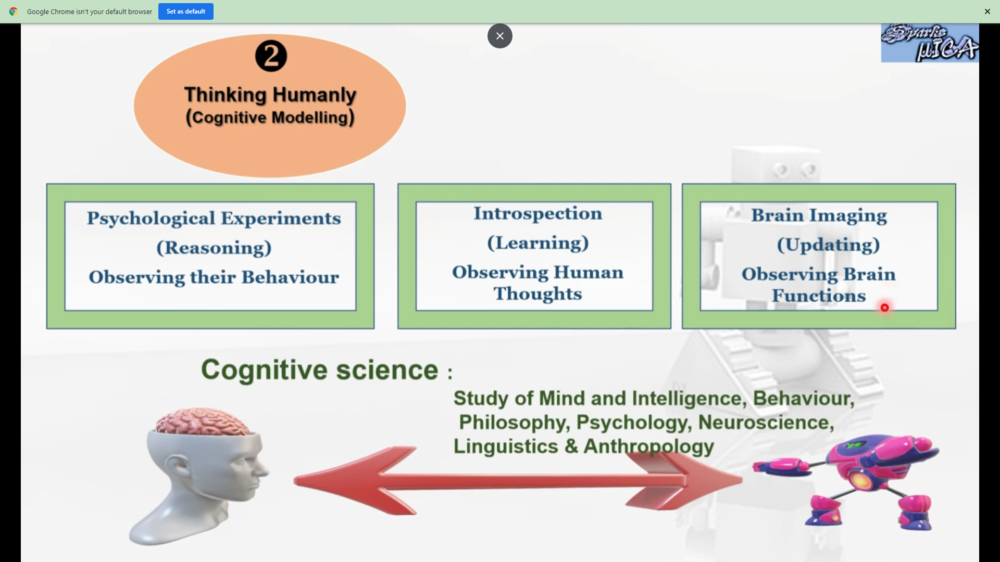 Google Chrome isn't your default browser
Set as default
Sparks
µICA
2
Thinking Humanly
(Cognitive Modelling)
Psychological Experiments
(Reasoning)
Observing their Behaviour
Introspection
(Learning)
Observing Human
Thoughts
Brain Imaging
(Updating)
Observing Brain
Functions
Cognitive science :
Study of Mind and Intelligence, Behaviour,
Philosophy, Psychology, Neuroscience,
Linguistics & Anthropology